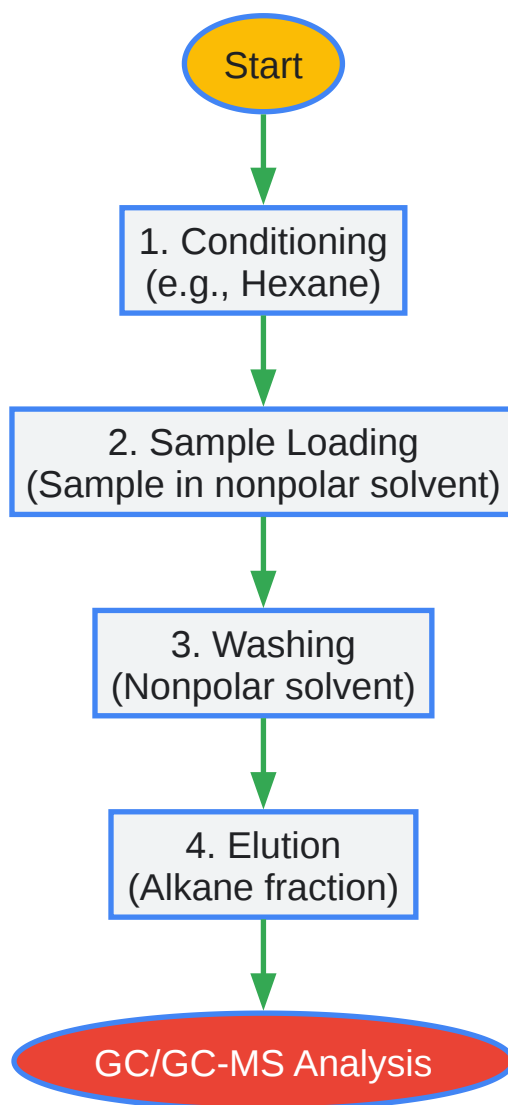 Start
1. Conditioning
(e.g., Hexane)
2. Sample Loading
(Sample in nonpolar solvent)
3. Washing
(Nonpolar solvent)
4. Elution
(Alkane fraction)
GC/GC-MS Analysis